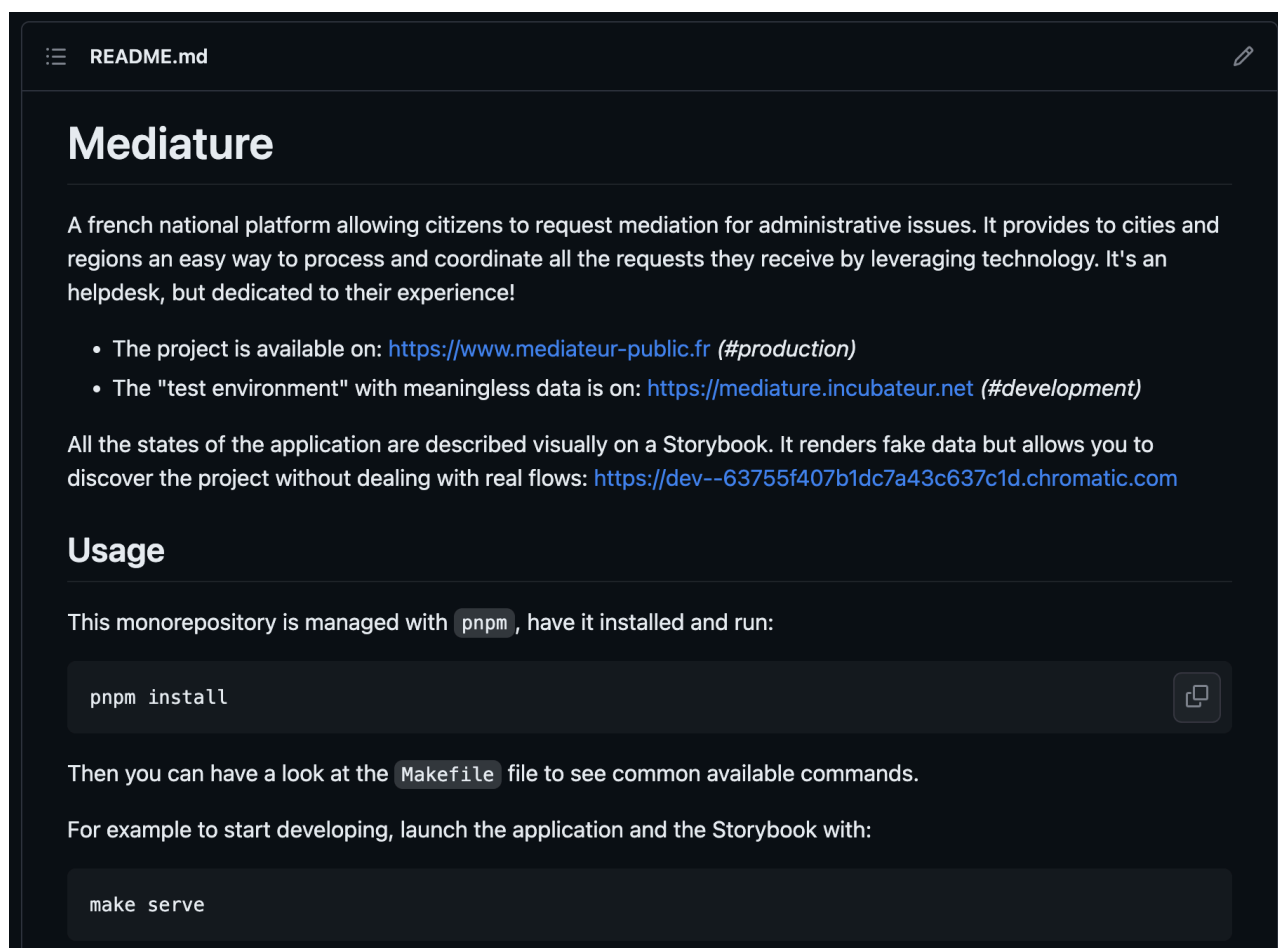 README.md
Mediature
A french national platform allowing citizens to request mediation for administrative issues. It provides to cities and
regions an easy way to process and coordinate all the requests they receive by leveraging technology. It's an
helpdesk, but dedicated to their experience!
• The project is available on: https://www.mediateur-public.fr (#production)
• The "test environment" with meaningless data is on: https://mediature.incubateur.net (#development)
All the states of the application are described visually on a Storybook. It renders fake data but allows you to
discover the project without dealing with real flows: https://dev--63755f407b1dc7a43c637c1d.chromatic.com
Usage
This monorepository is managed with pnpm, have it installed and run:
pnpm install
Then you can have a look at the Makefile file to see common available commands.
For example to start developing, launch the application and the Storybook with:
make serve